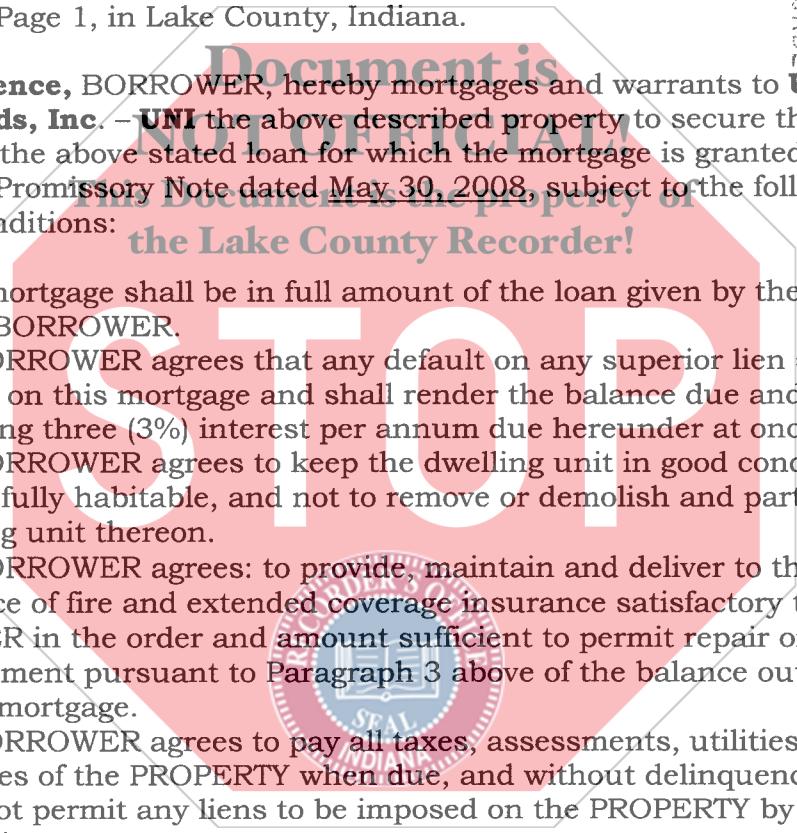 Page 1, in Lake County, Indiana.
Document is
ence, BORROWER, hereby mortgages and warrants to
ds, Inc. – UNI the above described property to secure th
NOT OFFICIAL!
the above stated loan for which the mortgage is granted
Promissory Note dated May 30, 2008, subject to the foll
This Document is the property of
nditions:
the Lake County Recorder!
ortgage shall be in full amount of the loan given by the
BORROWER.
STOP
ORROWER agrees that any default on any superior lien
on this mortgage and shall render the balance due and
ng three (3%) interest per annum due hereunder at onc
ORROWER agrees to keep the dwelling unit in good cond
fully habitable, and not to remove or demolish and part
g unit thereon.
ORROWER agrees: to provide, maintain and deliver to th
ce of fire and extended coverage insurance satisfactory t
ER in the order and amount sufficient to permit repair o
ment pursuant to Paragraph 3 above of the balance ou
mortgage.
RECORDER'S OFFICE
SEAL
INDIANA
ORROWER agrees to pay all taxes, assessments, utilities
es of the PROPERTY when due, and without delinquenc
ot permit any liens to be imposed on the PROPERTY by